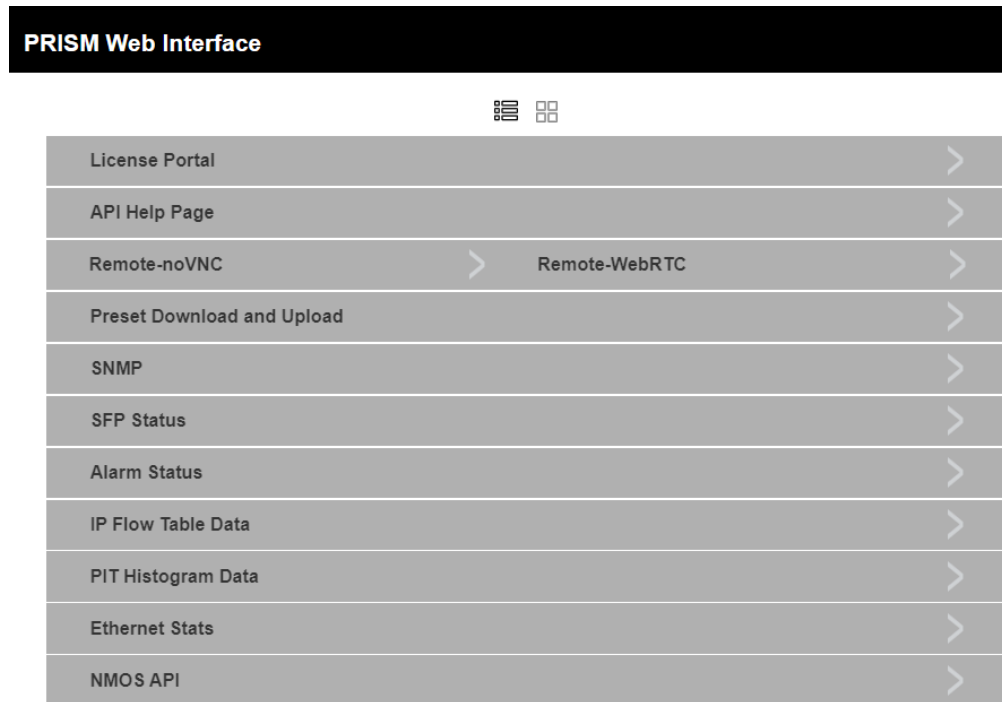 PRISM Web Interface
License Portal
API Help Page
Remote-noVNC Remote-WebRTC
Preset Download and Upload
SNMP
SFP Status
Alarm Status
IP Flow Table Data
PIT Histogram Data
Ethernet Stats
NMOS API